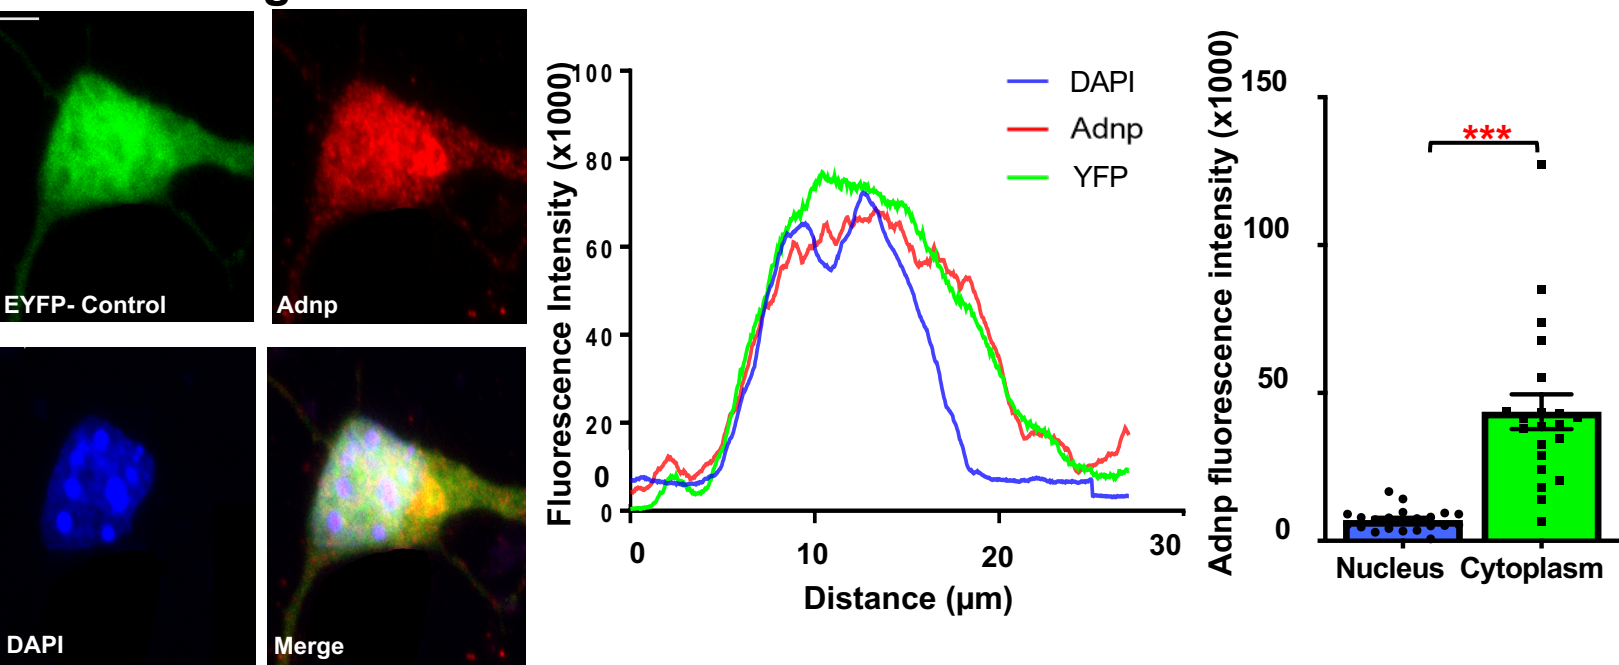 g
EYFP- Control
Adnp
DAPI
Merge
Fluorescence Intensity (x1000)
100
80
60
40
20
0
0
0
10
20
30
Distance (µm)
DAPI
Adnp
YFP
Adnp fluorescence intensity (x1000)
150
100
50
0
***
Nucleus
Cytoplasm